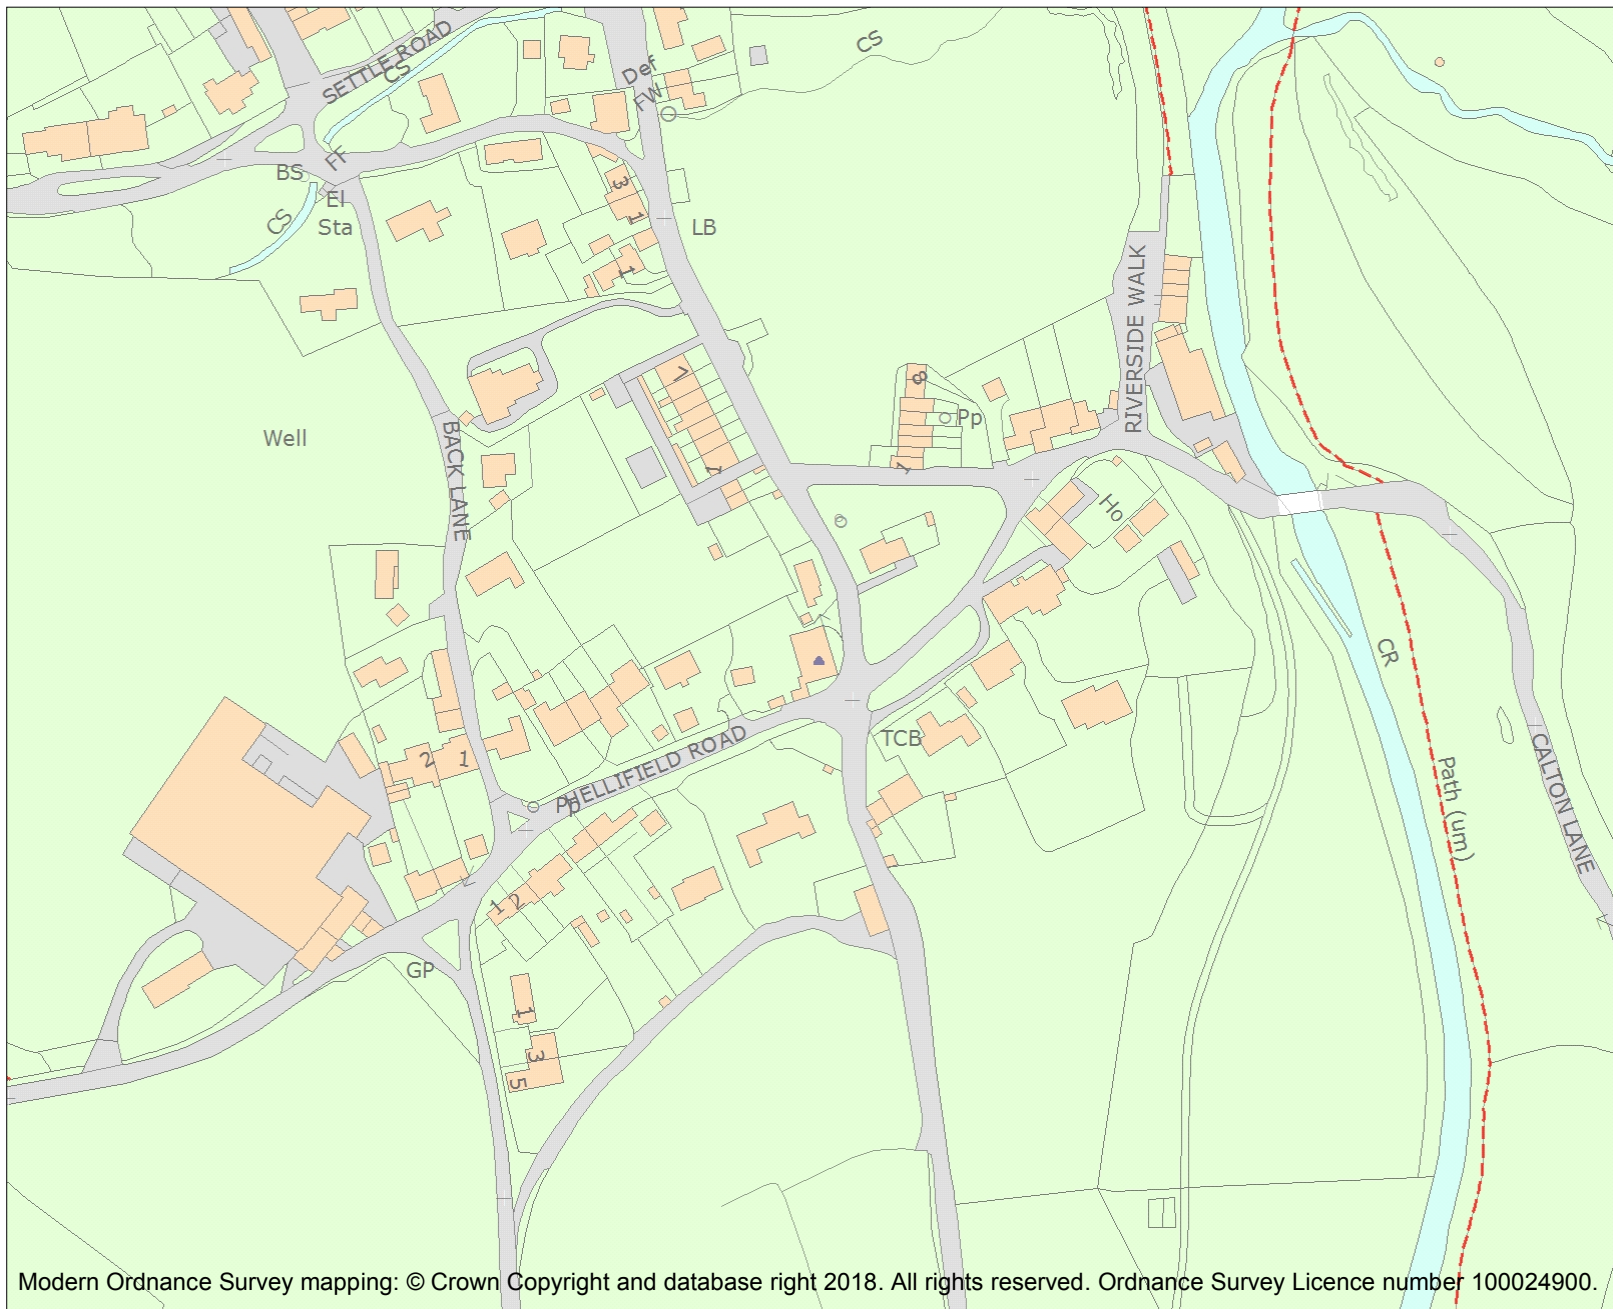 SETTLE ROAD
CS
Def
FW
CS
FF
BS
El
Sta
CS
3
1
LB
1
RIVERSIDE WALK
7
8
Pp
BACK LANE
Well
1
1
Ho
CR
TCB
HELLIFIELD ROAD
Pp
2 1
Path (um)
CALTON LANE
1 2
GP
1
3
5
Modern Ordnance Survey mapping: © Crown Copyright and database right 2018. All rights reserved. Ordnance Survey Licence number 100024900.